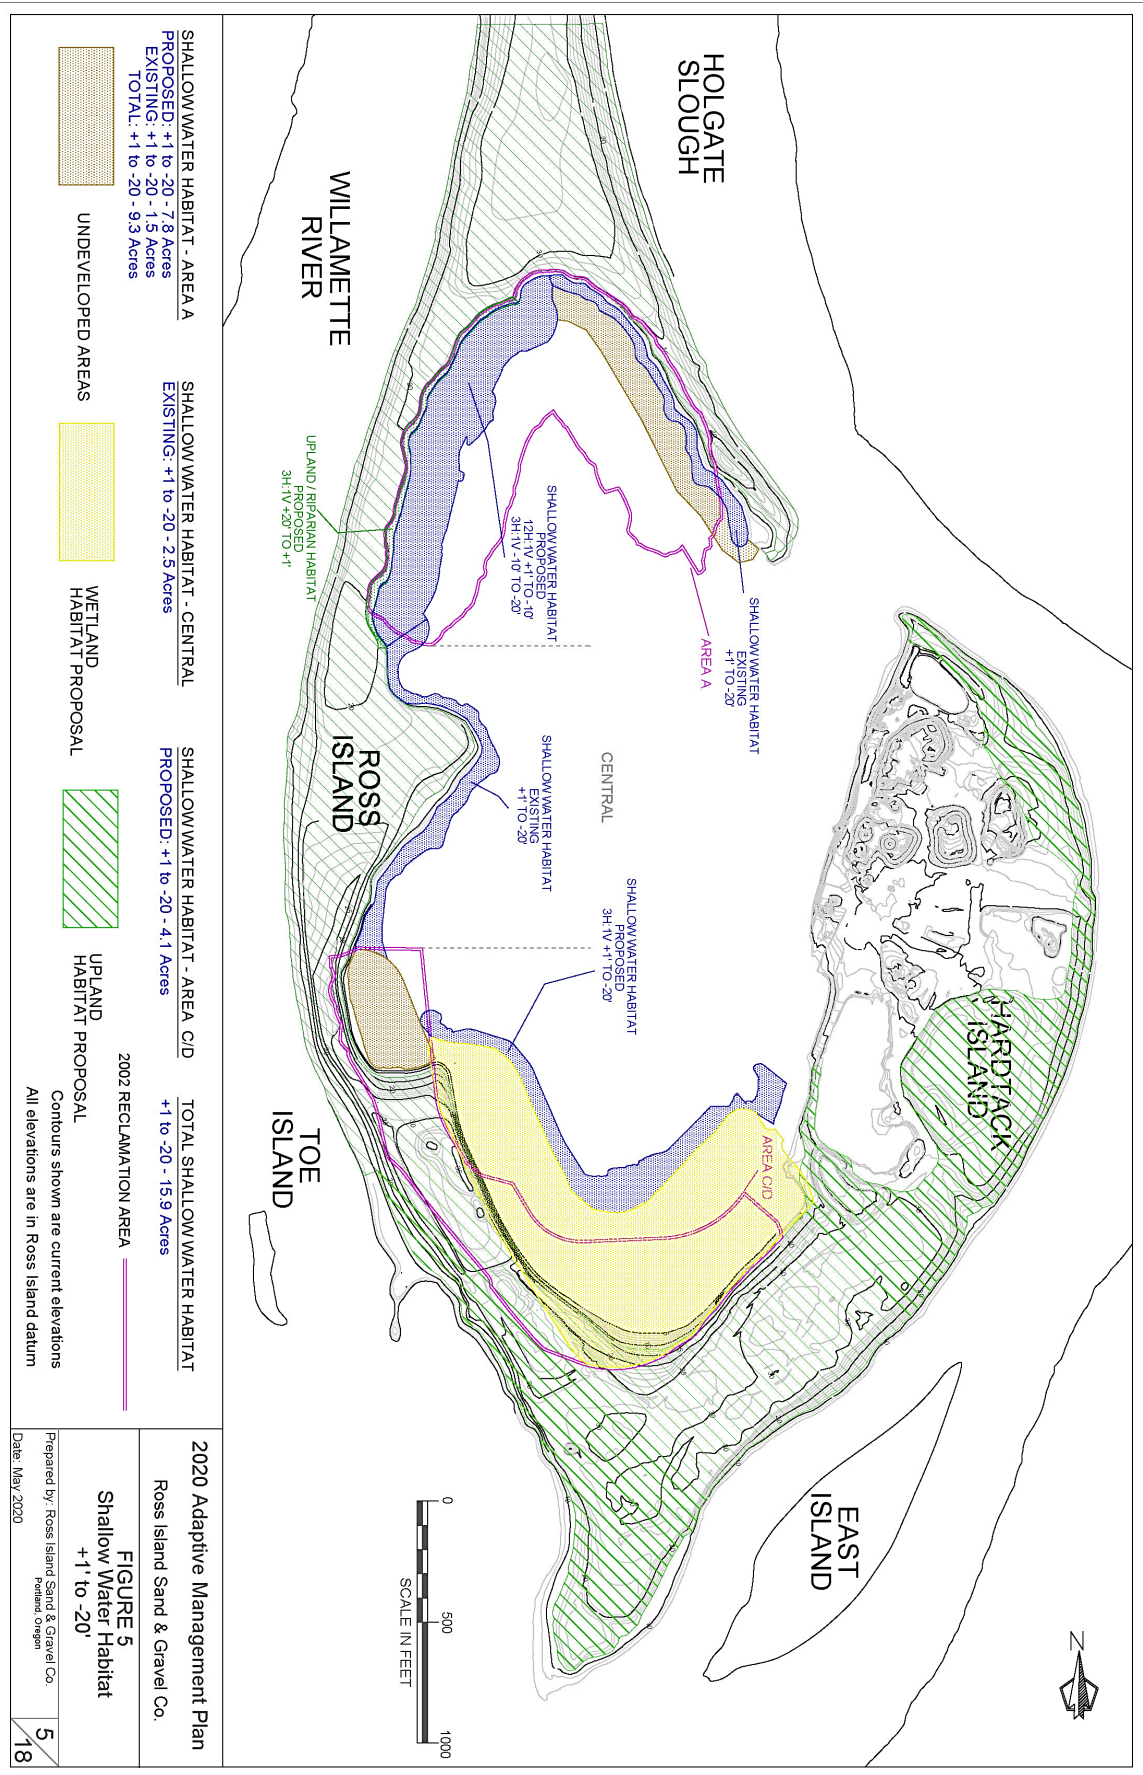 HOLGATE
SLOUGH
WILLAMETTE
RIVER
UPLAND / RIPARIAN HABITAT
PROPOSED
3H:1V +20' TO +1'
SHALLOW WATER HABITAT
PROPOSED
12H:1V +1' TO -10'
3H:1V -10' TO -20'
SHALLOW WATER HABITAT
EXISTING
+1' TO -20'
AREA A
CENTRAL
ROSS
ISLAND
SHALLOW WATER HABITAT
EXISTING
+1' TO -20'
SHALLOW WATER HABITAT
PROPOSED
3H:1V +1' TO -20'
HARDTACK
ISLAND
AREA C/D
TOE
ISLAND
EAST
ISLAND
N
0
500
1000
SCALE IN FEET
SHALLOW WATER HABITAT - AREA A
PROPOSED: +1 to -20 - 7.8 Acres
EXISTING: +1 to -20 - 1.5 Acres
TOTAL: +1 to -20 - 9.3 Acres
SHALLOW WATER HABITAT - CENTRAL
EXISTING: +1 to -20 - 2.5 Acres
SHALLOW WATER HABITAT - AREA C/D
PROPOSED: +1 to -20 - 4.1 Acres
TOTAL SHALLOW WATER HABITAT
+1 to -20 - 15.9 Acres
UNDEVELOPED AREAS
WETLAND
HABITAT PROPOSAL
UPLAND
HABITAT PROPOSAL
2002 RECLAMATION AREA
Contours shown are current elevations
All elevations are in Ross Island datum
2020 Adaptive Management Plan
Ross Island Sand & Gravel Co.
FIGURE 5
Shallow Water Habitat
+1' to -20'
Prepared by: Ross Island Sand & Gravel Co.
Portland, Oregon
Date: May 2020
5
18